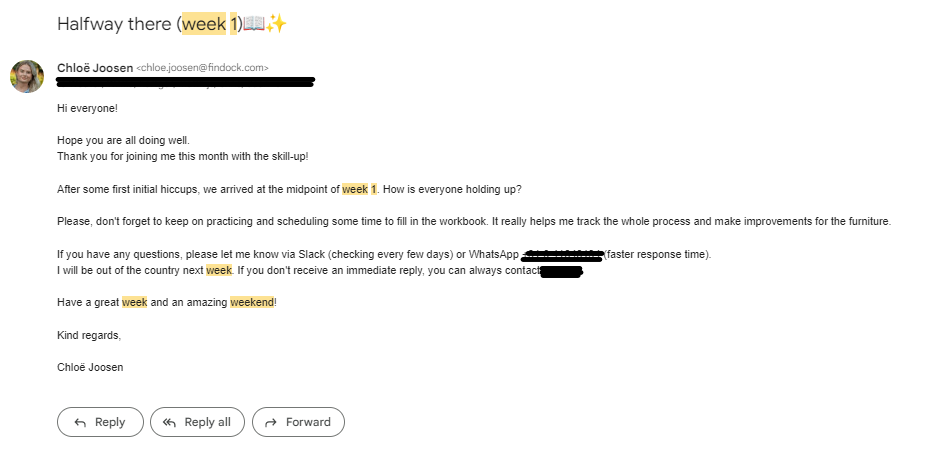 Halfway there (week 1)📖✨
Chloë Joosen <chloe.joosen@findock.com>
Hi everyone!
Hope you are all doing well.
Thank you for joining me this month with the skill-up!
After some first initial hiccups, we arrived at the midpoint of week 1. How is everyone holding up?
Please, don't forget to keep on practicing and scheduling some time to fill in the workbook. It really helps me track the whole process and make improvements for the furniture.
If you have any questions, please let me know via Slack (checking every few days) or WhatsApp (faster response time).
I will be out of the country next week. If you don't receive an immediate reply, you can always contact
Have a great week and an amazing weekend!
Kind regards,
Chloë Joosen
Reply Reply all Forward